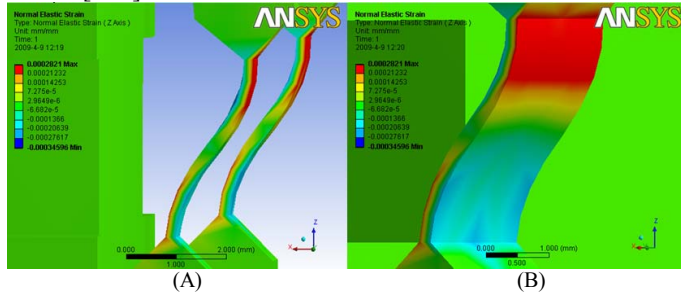 ANSYS
Normal Elastic Strain
Type: Normal Elastic Strain ( Z Axis )
Unit: mm/mm
Time: 1
2009-4-9 12:19
0.0002821 Max
0.00021232
0.00014253
7.275e-5
2.9649e-6
-6.682e-5
-0.0001366
-0.00020639
-0.00027617
-0.00034596 Min
0.000
2.000 (mm)
1.000
Z
X
(A)
ANSYS
Normal Elastic Strain
Type: Normal Elastic Strain ( Z Axis )
Unit: mm/mm
Time: 1
2009-4-9 12:20
0.0002821 Max
0.00021232
0.00014253
7.275e-5
2.9649e-6
-6.682e-5
-0.0001366
-0.00020639
-0.00027617
-0.00034596 Min
0.000
1.000 (mm)
0.500
Z
X
(B)